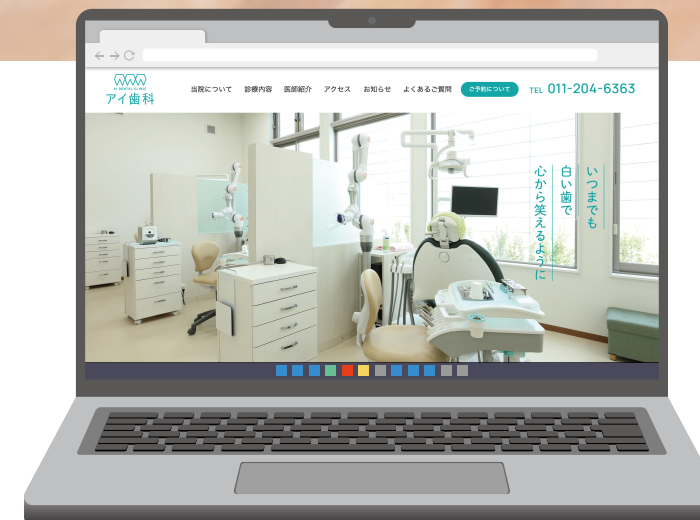 AI DENTAL CLINIC
アイ歯科
当院について 診療内容 医師紹介 アクセス お知らせ よくあるご質問 ご予約について TEL 011-204-6363
いつまでも
白い歯で
心から笑えるように